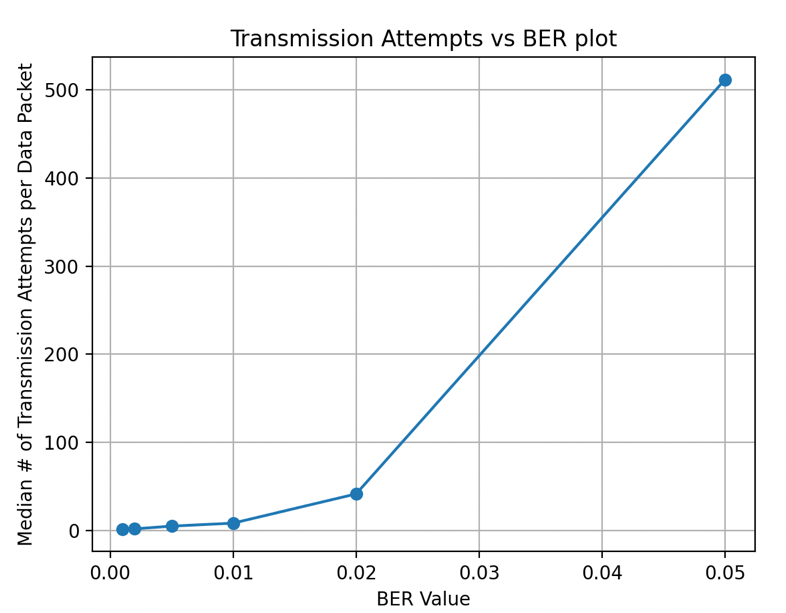 Transmission Attempts vs BER plot
Median # of Transmission Attempts per Data Packet
500
400
300
200
100
0
0.00 0.01 0.02 0.03 0.04 0.05
BER Value